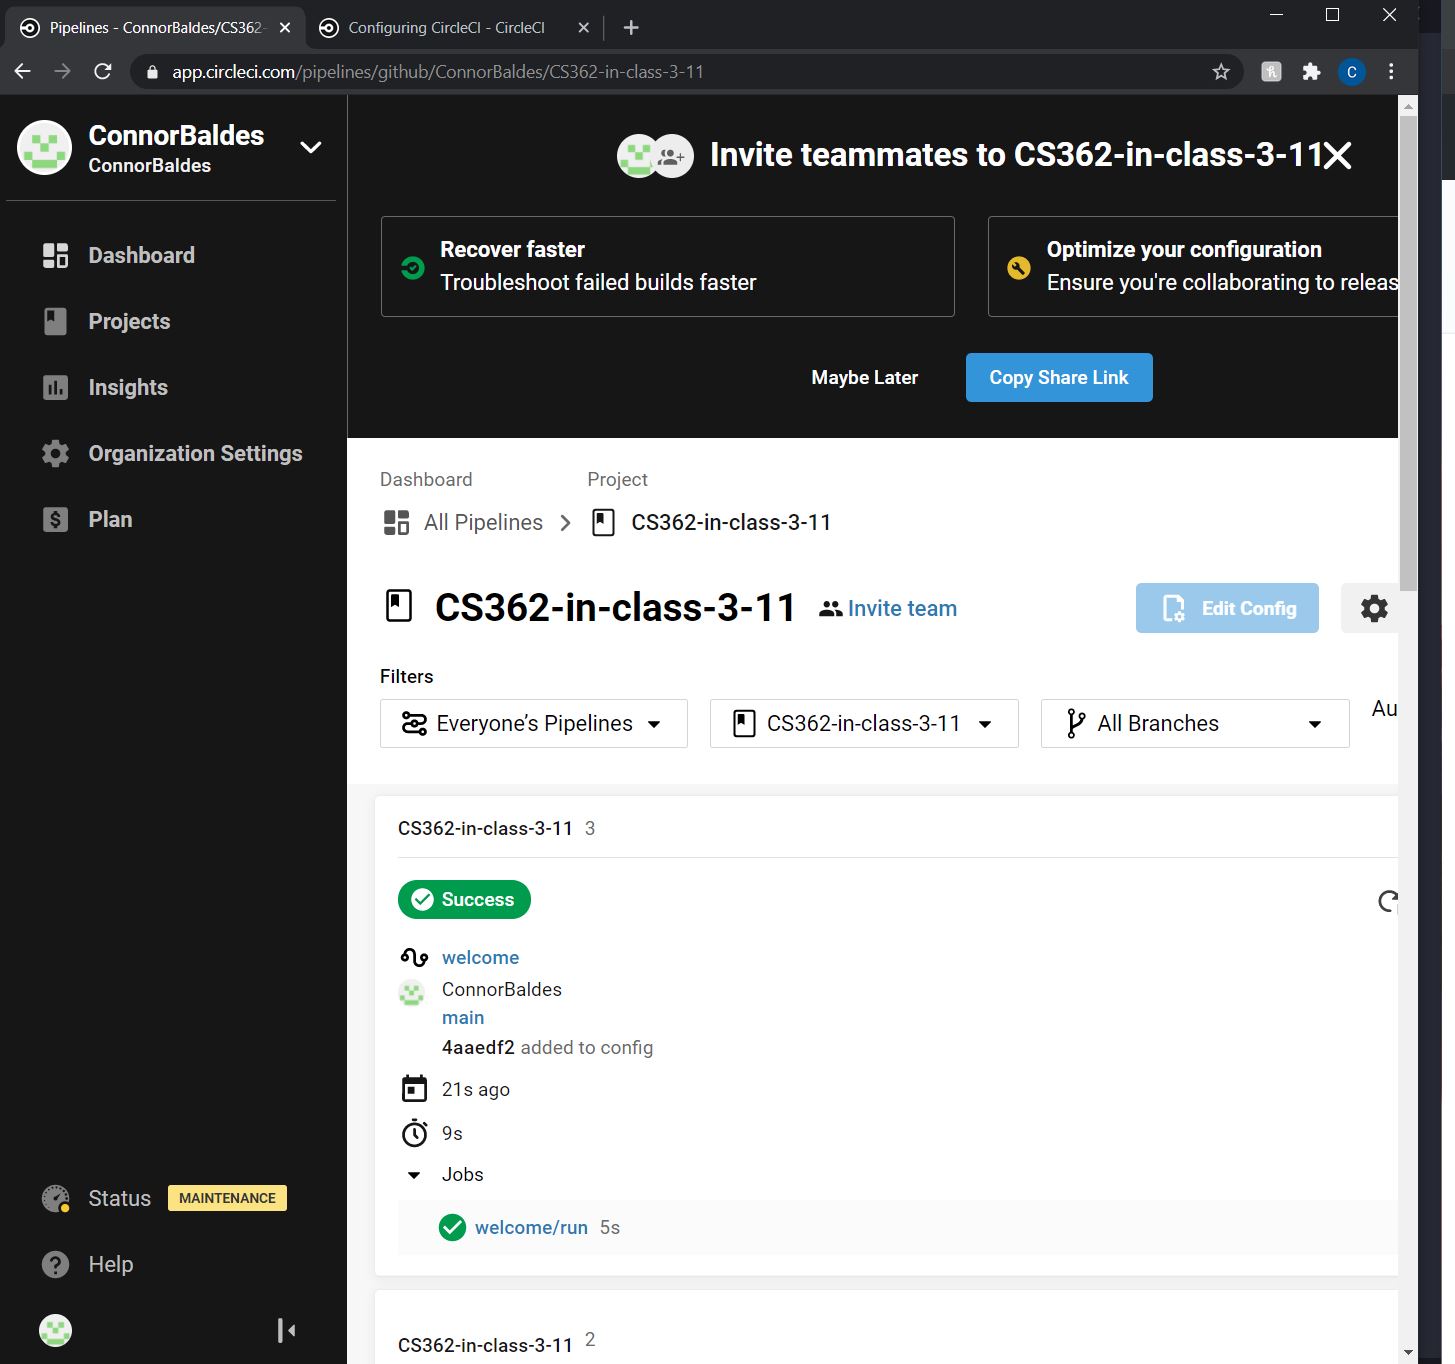 Pipelines - ConnorBaldes/CS362-
Configuring CircleCI - CircleCI
app.circleci.com/pipelines/github/ConnorBaldes/CS362-in-class-3-11
C
ConnorBaldes
ConnorBaldes
Dashboard
Projects
Insights
Organization Settings
Plan
Status MAINTENANCE
Help
Invite teammates to CS362-in-class-3-11
Recover faster
Troubleshoot failed builds faster
Optimize your configuration
Ensure you're collaborating to releas
Maybe Later
Copy Share Link
Dashboard Project
All Pipelines CS362-in-class-3-11
CS362-in-class-3-11 Invite team Edit Config
Filters
Everyone’s Pipelines CS362-in-class-3-11 All Branches Au
CS362-in-class-3-11 3
Success
welcome
ConnorBaldes
main
4aaedf2 added to config
21s ago
9s
Jobs
welcome/run 5s
CS362-in-class-3-11 2